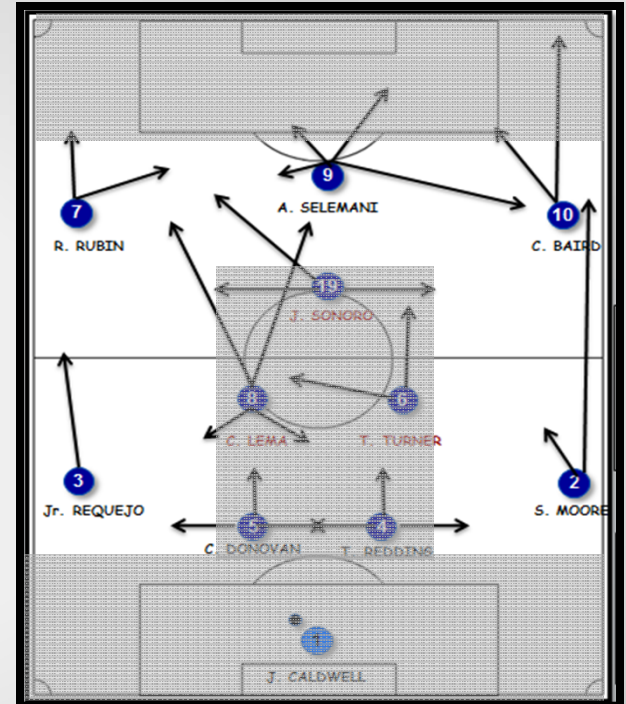 9
A. SELEMANI
7
R. RUBIN
10
C. BAIRD
19
J. SONORO
8
C. LEMA
6
T. TURNER
3
Jr. REQUEJO
2
S. MOORE
5
C. DONOVAN
4
T. REDDING
1
J. CALDWELL